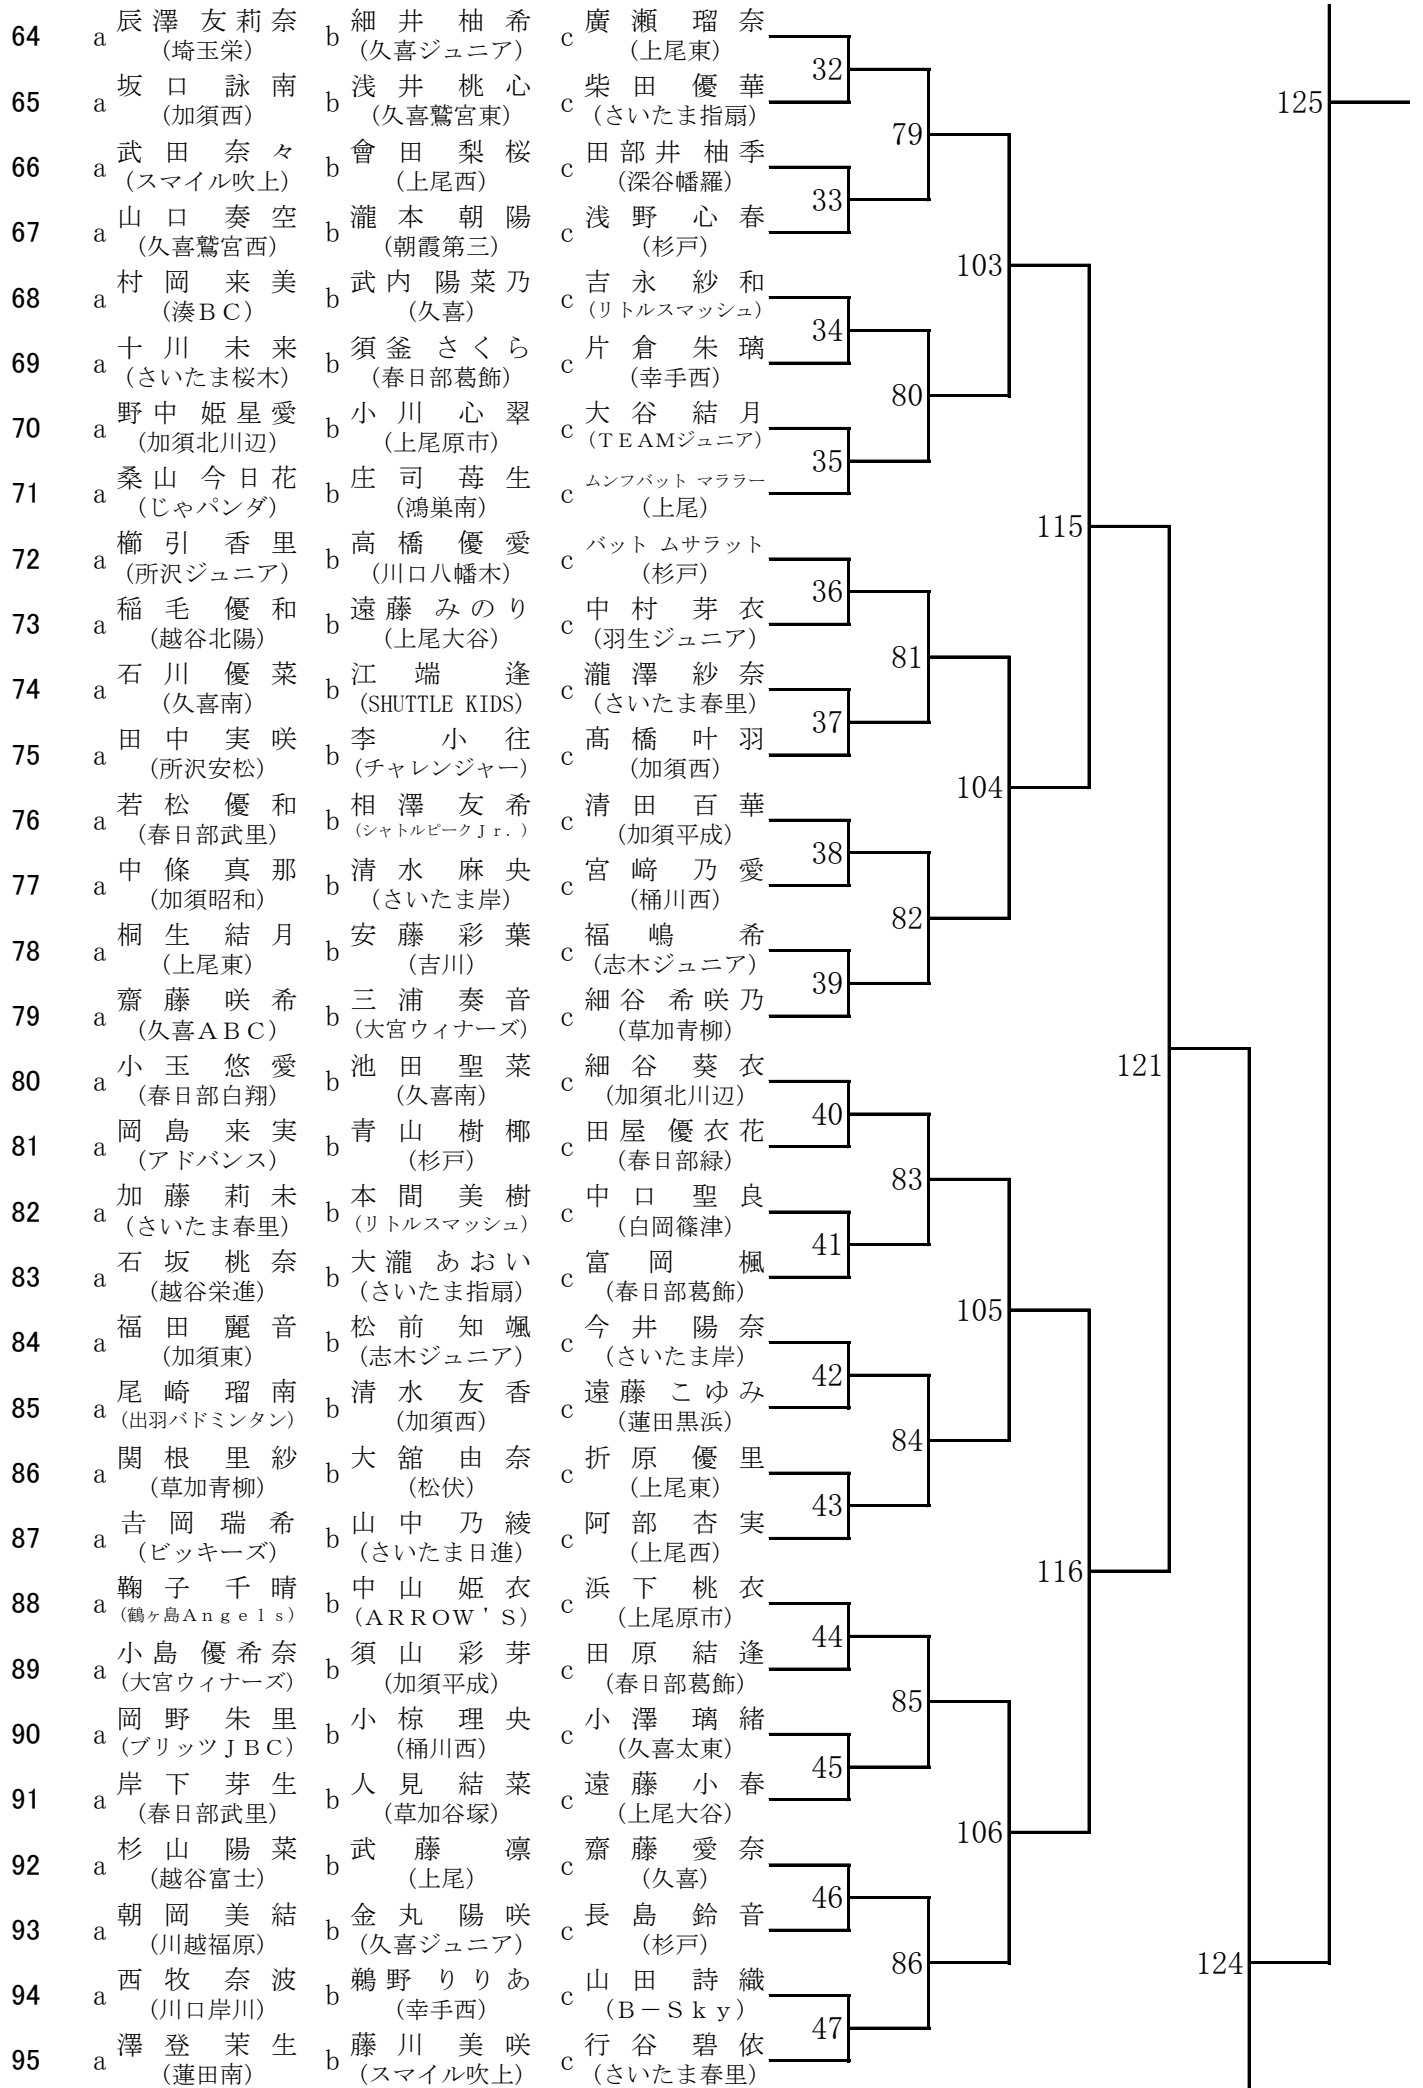 64 a 辰澤 友莉奈 b 細井 柚希 c 廣瀬 瑠奈
(埼玉栄) (久喜ジュニア) (上尾東)
32
65 a 坂口 詠南 b 浅井 桃心 c 柴田 優華
(加須西) (久喜鷲宮東) (さいたま指扇)
125
79
66 a 武田 奈々 b 會田 梨桜 c 田部井 柚季
(スマイル吹上) (上尾西) (深谷幡羅)
33
67 a 山口 奏空 b 瀧本 朝陽 c 浅野 心春
(久喜鷲宮西) (朝霞第三) (杉戸)
103
68 a 村岡 来美 b 武内 陽菜乃 c 吉永 紗和
(湊BC) (久喜) (リトルスマッシュ)
34
69 a 十川 未来 b 須釜 さくら c 片倉 朱璃
(さいたま桜木) (春日部葛飾) (幸手西)
80
70 a 野中 姫星愛 b 小川 心翠 c 大谷 結月
(加須北川辺) (上尾原市) (TEAMジュニア)
35
71 a 桑山 今日花 b 庄司 苺生 c ムンフバット マララー
(じゃパンダ) (鴻巣南) (上尾)
115
72 a 櫛引 香里 b 高橋 優愛 c バット ムサラット
(所沢ジュニア) (川口八幡木) (杉戸)
36
73 a 稲毛 優和 b 遠藤 みのり c 中村 芽衣
(越谷北陽) (上尾大谷) (羽生ジュニア)
81
74 a 石川 優菜 b 江端 逢 c 瀧澤 紗奈
(久喜南) (SHUTTLE KIDS) (さいたま春里)
37
75 a 田中 実咲 b 李 小往 c 髙橋 叶羽
(所沢安松) (チャレンジャー) (加須西)
104
76 a 若松 優和 b 相澤 友希 c 清田 百華
(春日部武里) (シャトルピークJr.) (加須平成)
38
77 a 中條 真那 b 清水 麻央 c 宮﨑 乃愛
(加須昭和) (さいたま岸) (桶川西)
82
78 a 桐生 結月 b 安藤 彩葉 c 福嶋 希
(上尾東) (吉川) (志木ジュニア)
39
79 a 齋藤 咲希 b 三浦 奏音 c 細谷 希咲乃
(久喜ABC) (大宮ウィナーズ) (草加青柳)
121
80 a 小玉 悠愛 b 池田 聖菜 c 細谷 葵衣
(春日部白翔) (久喜南) (加須北川辺)
40
81 a 岡島 来実 b 青山 樹椰 c 田屋 優衣花
(アドバンス) (杉戸) (春日部緑)
83
82 a 加藤 莉未 b 本間 美樹 c 中口 聖良
(さいたま春里) (リトルスマッシュ) (白岡篠津)
41
83 a 石坂 桃奈 b 大瀧 あおい c 富岡 楓
(越谷栄進) (さいたま指扇) (春日部葛飾)
105
84 a 福田 麗音 b 松前 知颯 c 今井 陽奈
(加須東) (志木ジュニア) (さいたま岸)
42
85 a 尾崎 瑠南 b 清水 友香 c 遠藤 こゆみ
(出羽バドミンタン) (加須西) (蓮田黒浜)
84
86 a 関根 里紗 b 大舘 由奈 c 折原 優里
(草加青柳) (松伏) (上尾東)
43
87 a 𠮷岡 瑞希 b 山中 乃綾 c 阿部 杏実
(ビッキーズ) (さいたま日進) (上尾西)
116
88 a 鞠子 千晴 b 中山 姫衣 c 浜下 桃衣
(鶴ヶ島Angels) (ARROW'S) (上尾原市)
44
89 a 小島 優希奈 b 須山 彩芽 c 田原 結逢
(大宮ウィナーズ) (加須平成) (春日部葛飾)
85
90 a 岡野 朱里 b 小椋 理央 c 小澤 璃緒
(ブリッツJBC) (桶川西) (久喜太東)
45
91 a 岸下 芽生 b 人見 結菜 c 遠藤 小春
(春日部武里) (草加谷塚) (上尾大谷)
106
92 a 杉山 陽菜 b 武藤 凛 c 齋藤 愛奈
(越谷富士) (上尾) (久喜)
46
93 a 朝岡 美結 b 金丸 陽咲 c 長島 鈴音
(川越福原) (久喜ジュニア) (杉戸)
86
124
94 a 西牧 奈波 b 鵜野 りりあ c 山田 詩織
(川口岸川) (幸手西) (B－Sky)
47
95 a 澤登 茉生 b 藤川 美咲 c 行谷 碧依
(蓮田南) (スマイル吹上) (さいたま春里)